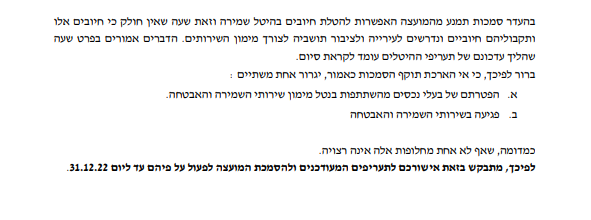 בהעדר סמכות תמנע מהמועצה האפשרות להטלת חיובים בהיטל שמירה וזאת שעה שאין חולק כי חיובים אלו
ותקבוליהם חיוביים ונדרשים לעירייה ולציבור תושביה לצורך מימון השירותים. הדברים אמורים בפרט שעה
שהליך עדכונם של תעריפי ההיטלים עומד לקראת סיום.
ברור לפיכך, כי אי הארכת תוקף הסמכות כאמור, יגרור אחת משתיים :
א. הפטרתם של בעלי נכסים מהשתתפות בנטל מימון שירותי השמירה והאבטחה.
ב. פגיעה בשירותי השמירה והאבטחה
כמדומה, שאף לא אחת מחלופות אלה אינה רצויה.
לפיכך, מתבקש בזאת אישורכם לתעריפים המעודכנים ולהסמכת המועצה לפעול על פיהם עד ליום 31.12.22.